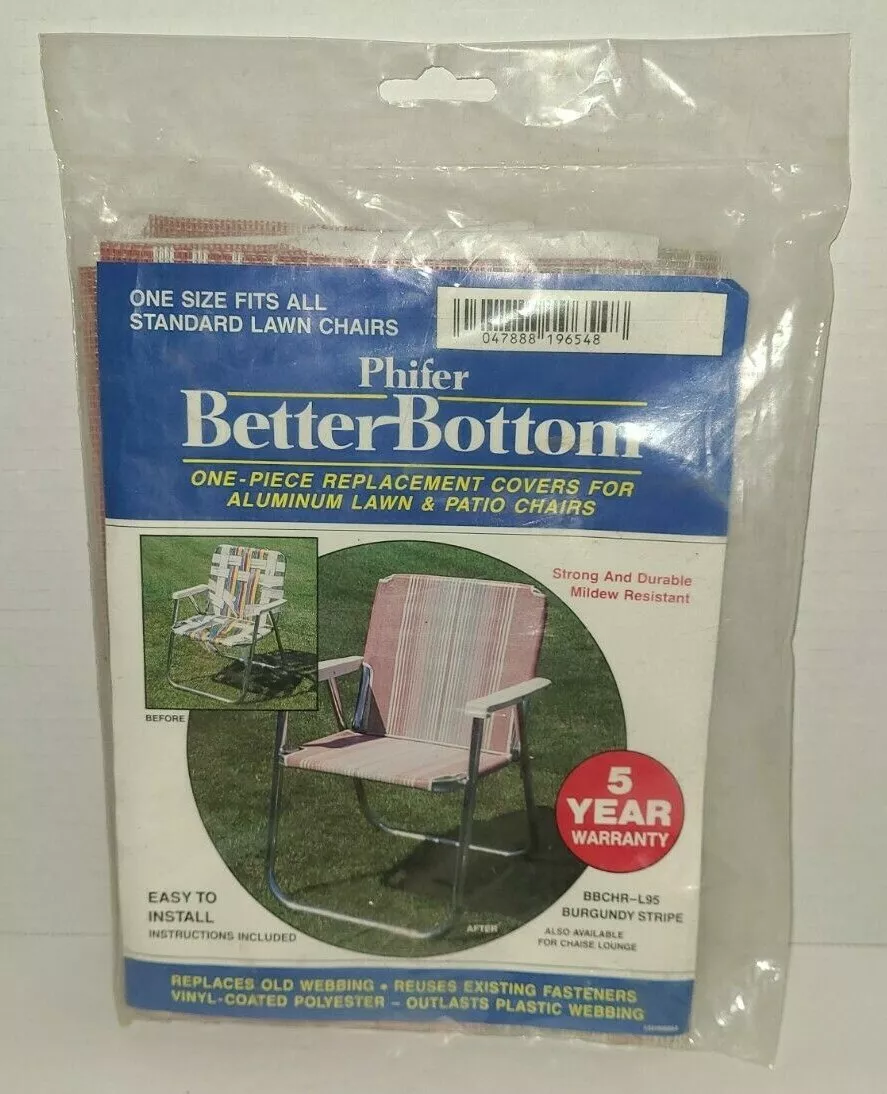 ONE SIZE FITS ALL
STANDARD LAWN CHAIRS
047888 196548
Phifer
BetterBottom
ONE-PIECE REPLACEMENT COVERS FOR
ALUMINUM LAWN & PATIO CHAIRS
Strong And Durable
Mildew Resistant
BEFORE
5
YEAR
WARRANTY
EASY TO
INSTALL
INSTRUCTIONS INCLUDED
AFTER
BBCHR-L95
BURGUNDY STRIPE
ALSO AVAILABLE
FOR CHAISE LOUNGE
REPLACES OLD WEBBING • REUSES EXISTING FASTENERS
VINYL-COATED POLYESTER – OUTLASTS PLASTIC WEBBING